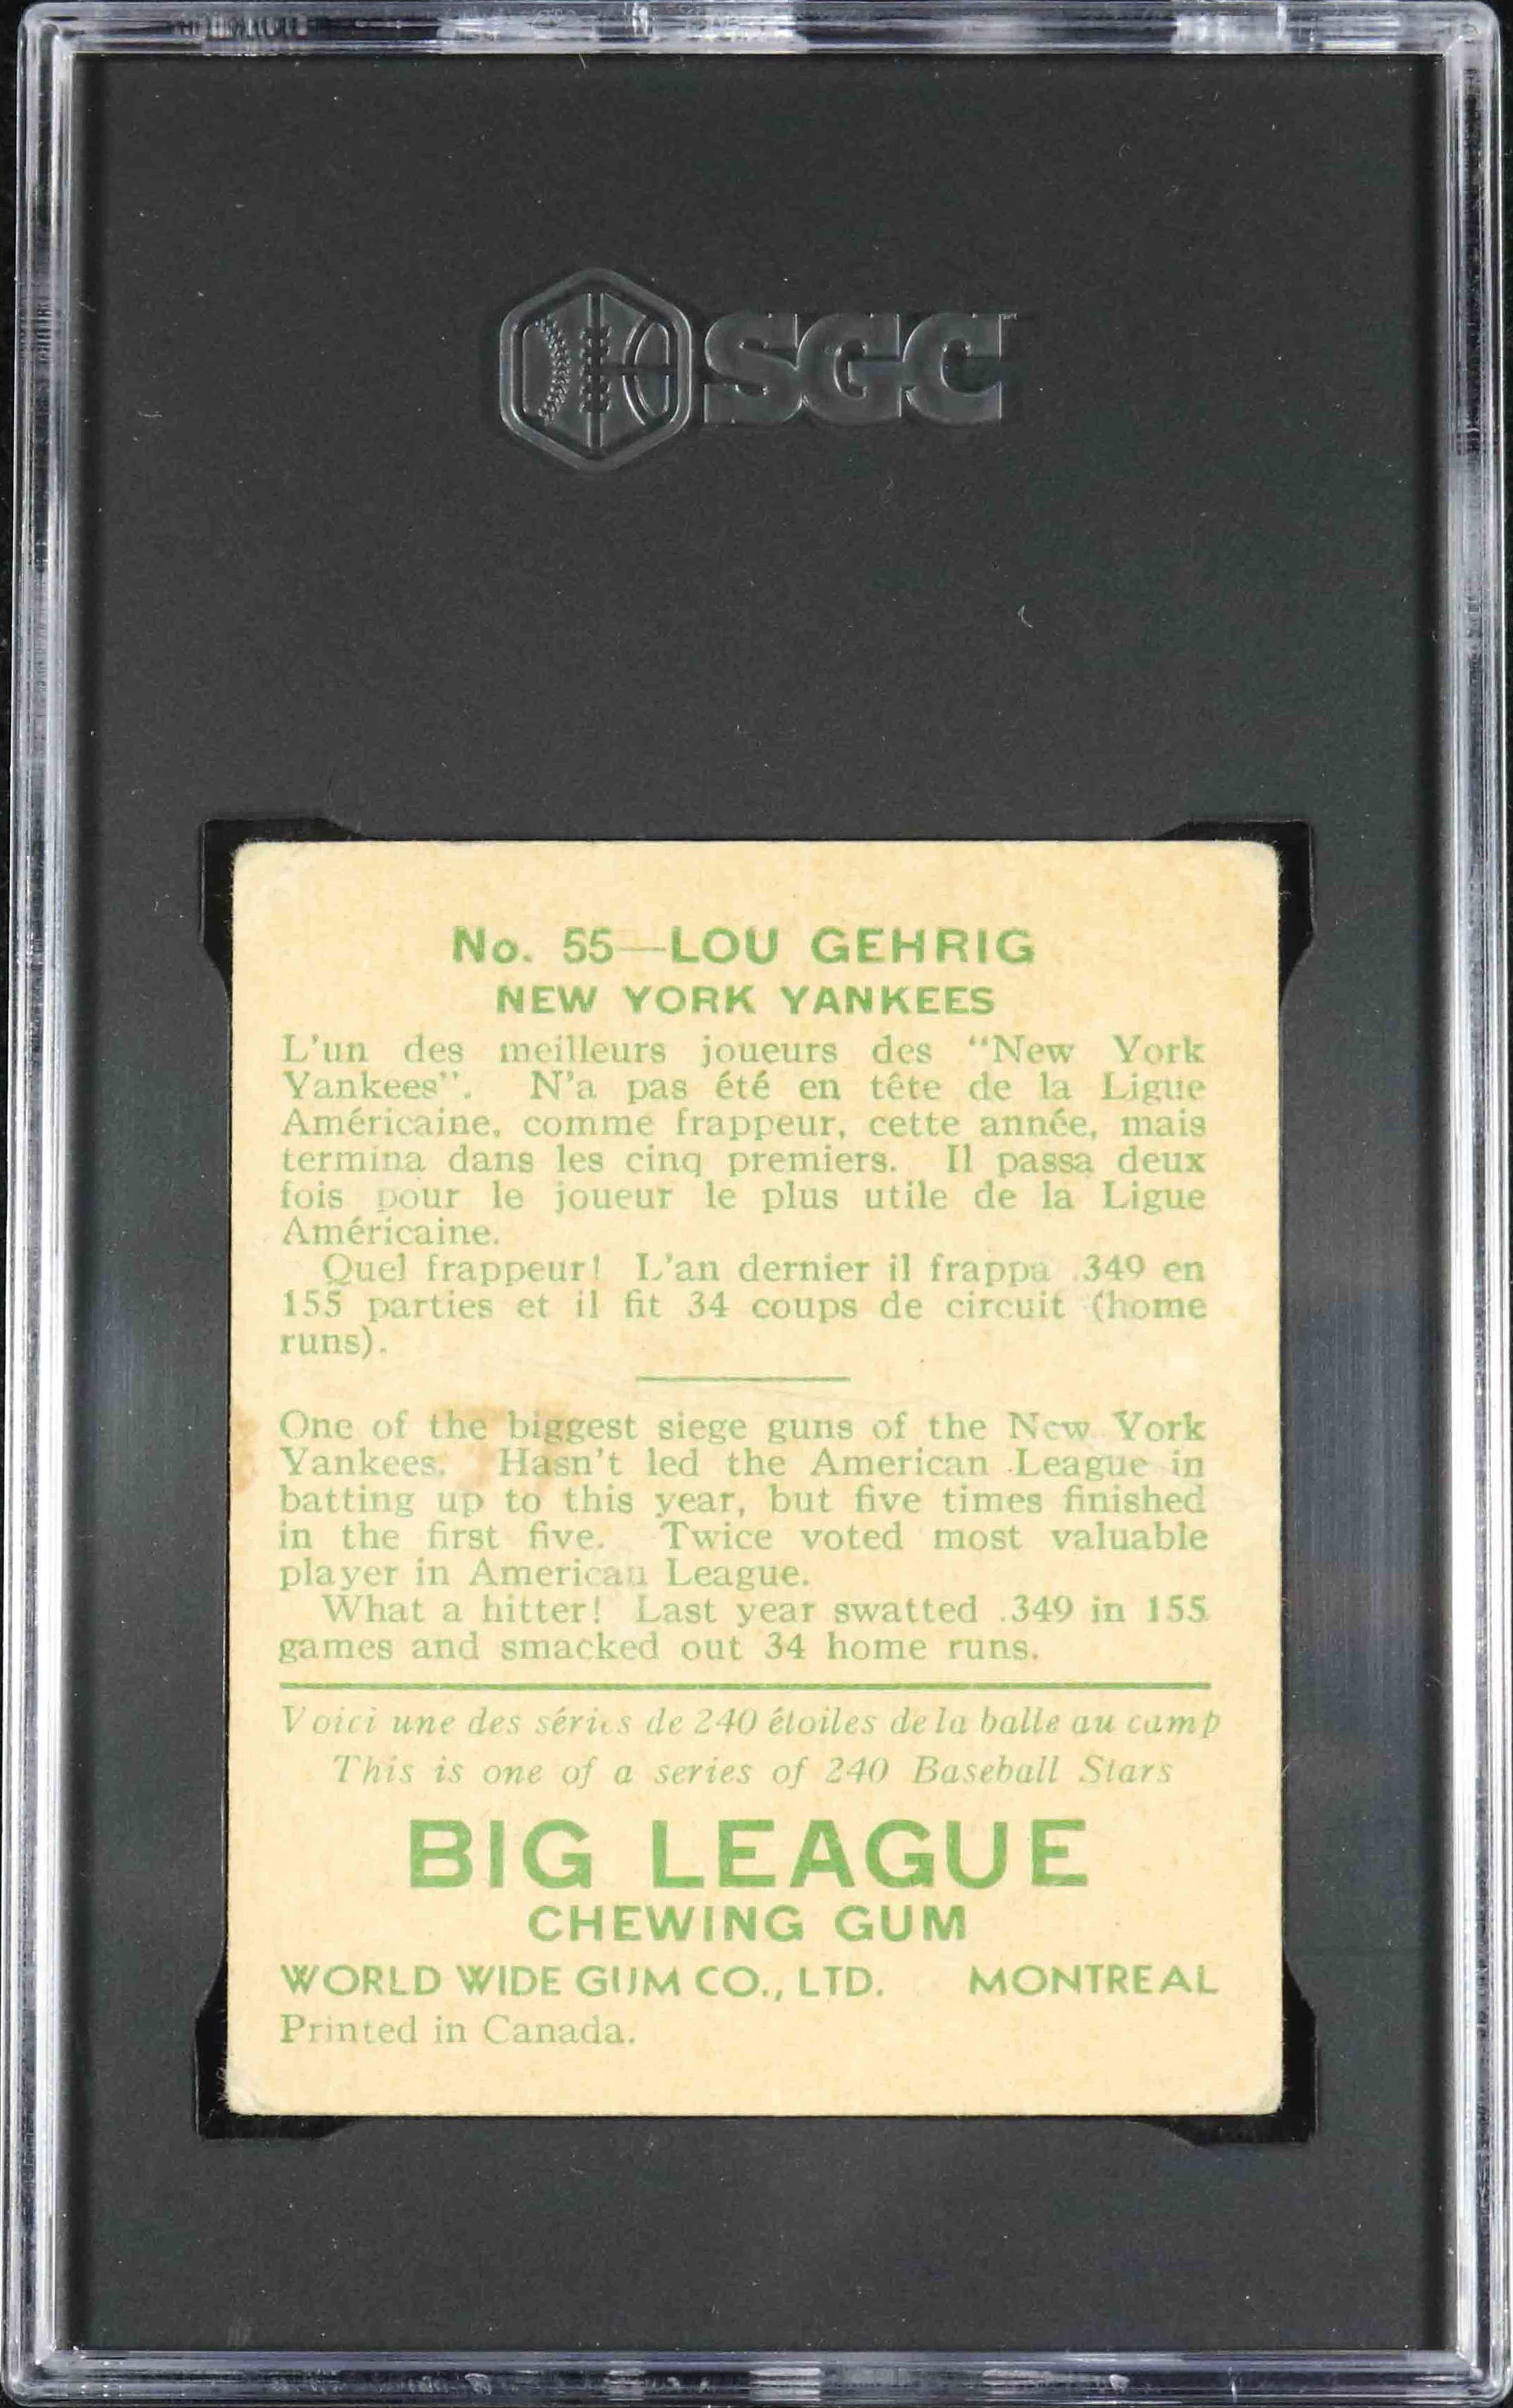 SGC
No. 55—LOU GEHRIG
NEW YORK YANKEES
L'un des meilleurs joueurs des "New York
Yankees". N'a pas été en tête de la Ligue
Américaine, comme frappeur, cette année, mais
termina dans les cinq premiers. Il passa deux
fois pour le joueur le plus utile de la Ligue
Américaine.
Quel frappeur! L'an dernier il frappa .349 en
155 parties et il fit 34 coups de circuit (home
runs).
One of the biggest siege guns of the New York
Yankees. Hasn't led the American League in
batting up to this year, but five times finished
in the first five. Twice voted most valuable
player in American League.
What a hitter! Last year swatted .349 in 155
games and smacked out 34 home runs.
Voici une des séries de 240 étoiles de la balle au camp
This is one of a series of 240 Baseball Stars
BIG LEAGUE
CHEWING GUM
WORLD WIDE GUM CO., LTD. MONTREAL
Printed in Canada.